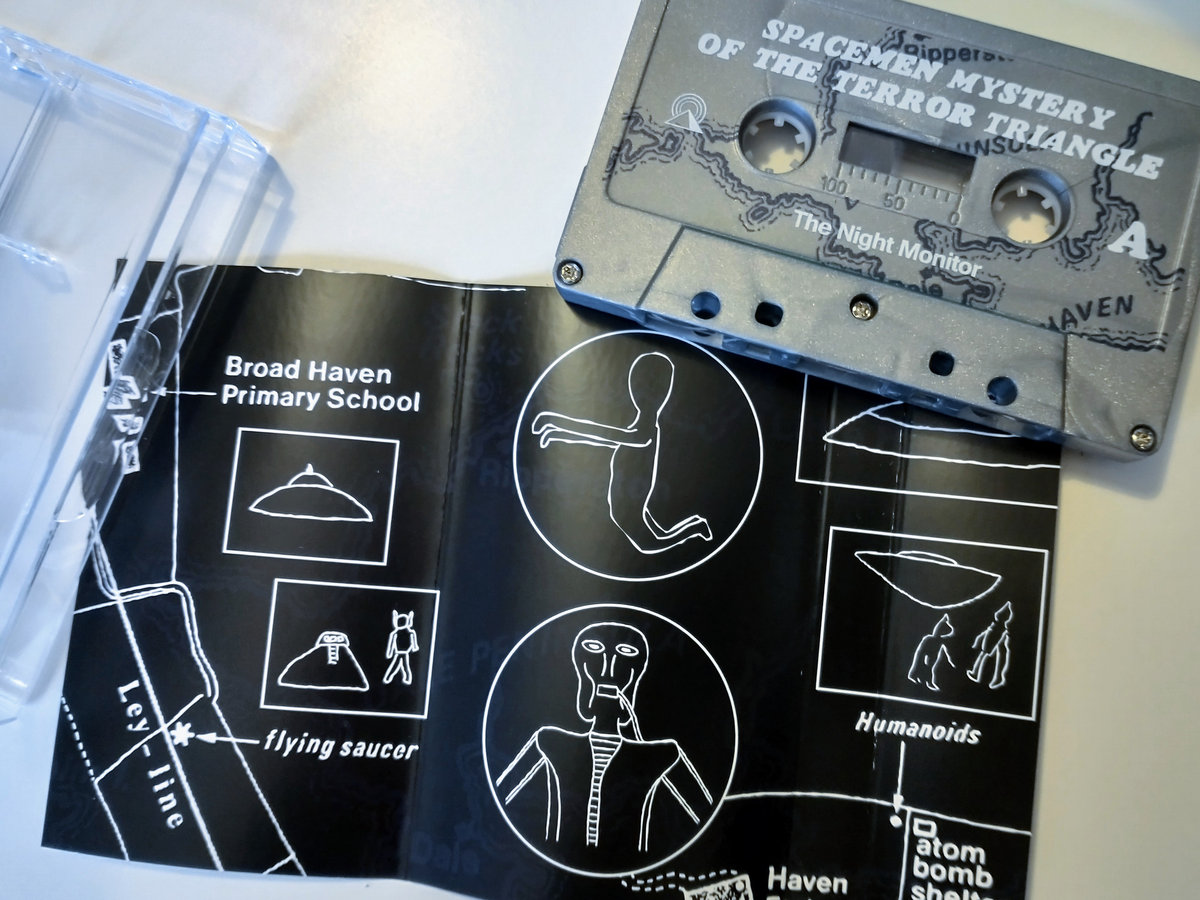 SPACEMEN MYSTERY
OF THE TERROR TRIANGLE
100
50
0
The Night Monitor
A
AVEN
Broad Haven
Primary School
flying saucer
Ley-line
Humanoids
atom
bomb
Haven